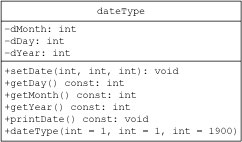 dateType
-dMonth: int
-dDay: int
-dYear: int
+setDate(int, int, int): void
+getDay() const: int
+getMonth() const: int
+getYear() const: int
+printDate() const: void
+dateType(int = 1, int = 1, int = 1900)